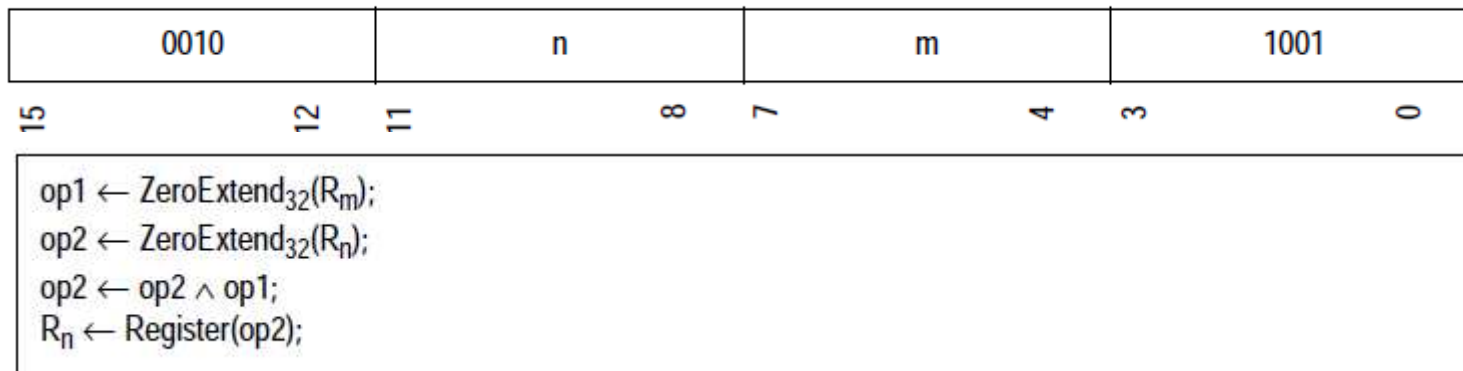 0010 n m 1001
15 12 11 8 7 4 3 0
op1 ← ZeroExtend₃₂(Rₘ);
op2 ← ZeroExtend₃₂(Rₙ);
op2 ← op2 ∧ op1;
Rₙ ← Register(op2);